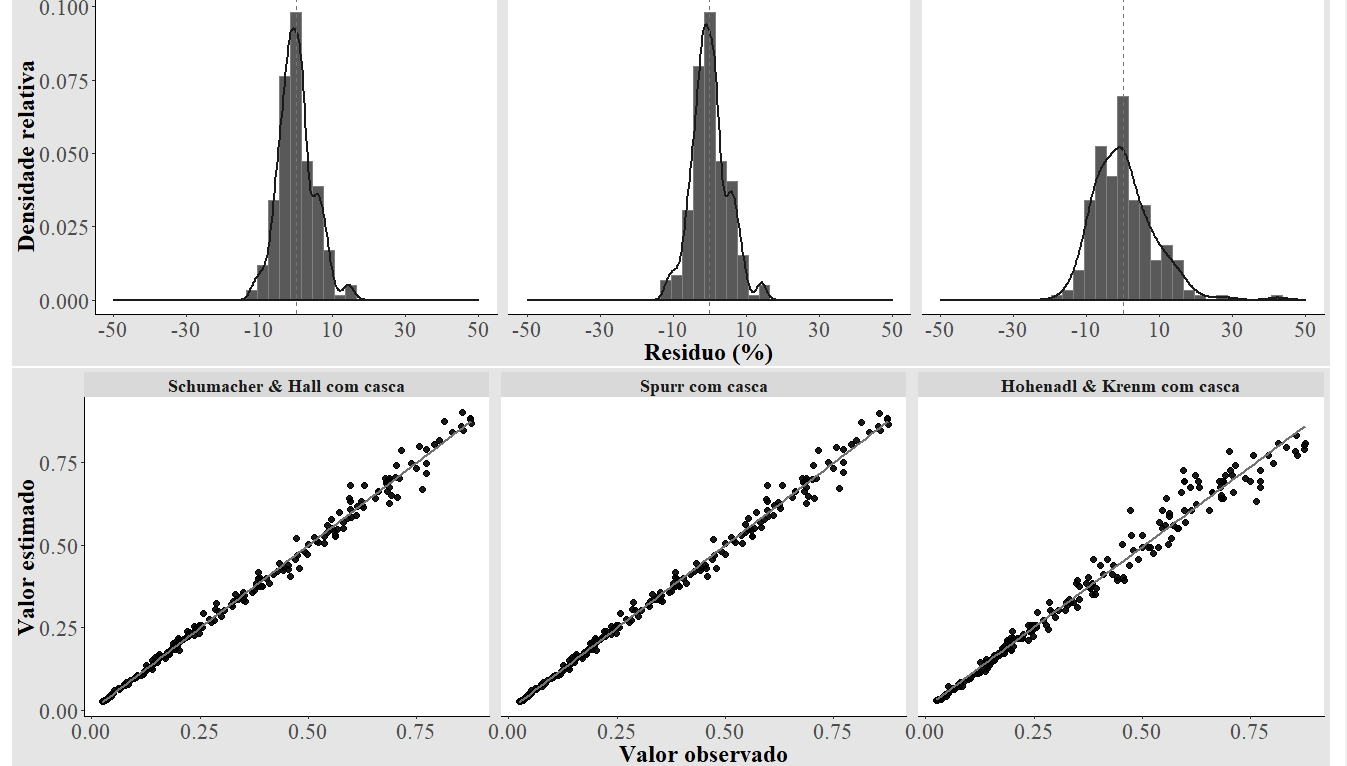 0.100
0.075
0.050
0.025
0.000
Densidade relativa
-50 -30 -10 10 30 50
-50 -30 -10 10 30 50
-50 -30 -10 10 30 50
Residuo (%)
Schumacher & Hall com casca
Spurr com casca
Hohenadl & Krenm com casca
0.75
0.50
0.25
0.00
Valor estimado
0.00 0.25 0.50 0.75
0.00 0.25 0.50 0.75
0.00 0.25 0.50 0.75
Valor observado